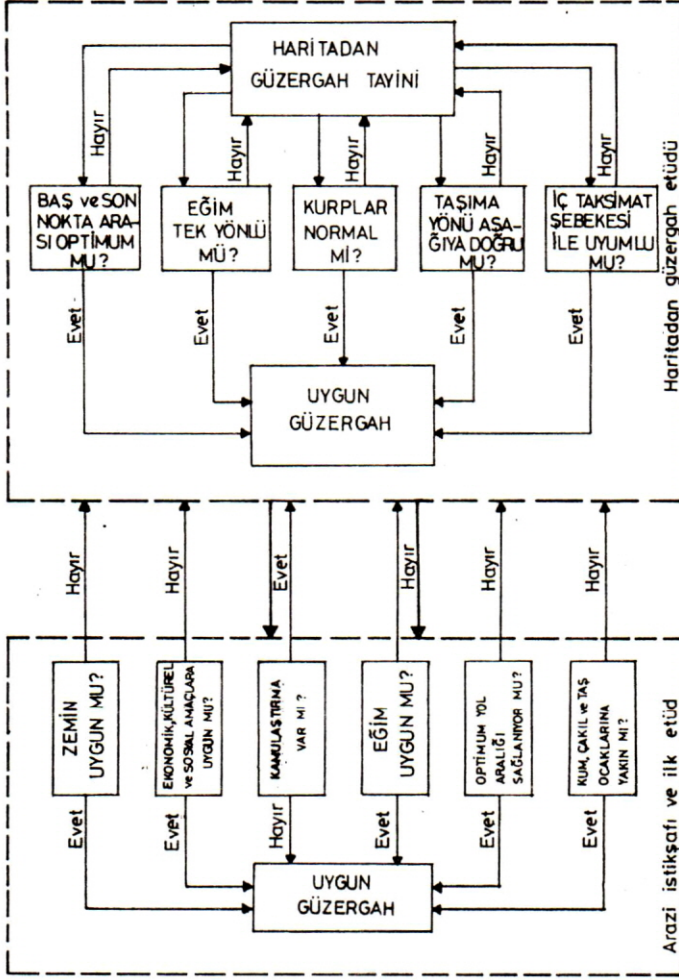 HARİTADAN
GÜZERGAH TAYİNİ
Hayır
Hayır
Hayır
Hayır
Hayır
BAŞ ve SON
NOKTA ARA-
SI OPTİMUM
MU?
EĞİM
TEK YÖNLÜ
MÜ?
KURPLAR
NORMAL
Mİ?
TAŞIMA
YÖNÜ AŞA-
ĞIYA DOĞRU
MU?
İÇ TAKSİMAT
ŞEBEKESİ
İLE UYUMLU
MU?
Evet
Evet
Evet
Evet
Evet
UYGUN
GÜZERGAH
Haritadan güzergah etüdü
Hayır
Hayır
Evet
Hayır
Hayır
Hayır
ZEMİN
UYGUN MU?
EKONOMİK, KÜLTÜREL
ve SOSYAL AMAÇLARA
UYGUN MU?
KAMULAŞTIRMA
VAR MI?
EĞİM
UYGUN MU?
OPTİMUM YOL
ARALIĞI
SAĞLANIYOR MU?
KUM, ÇAKIL ve TAŞ
OCAKLARINA
YAKIN MI?
Evet
Evet
Hayır
Evet
Evet
Evet
UYGUN
GÜZERGAH
Arazi istikşafı ve ilk etüd